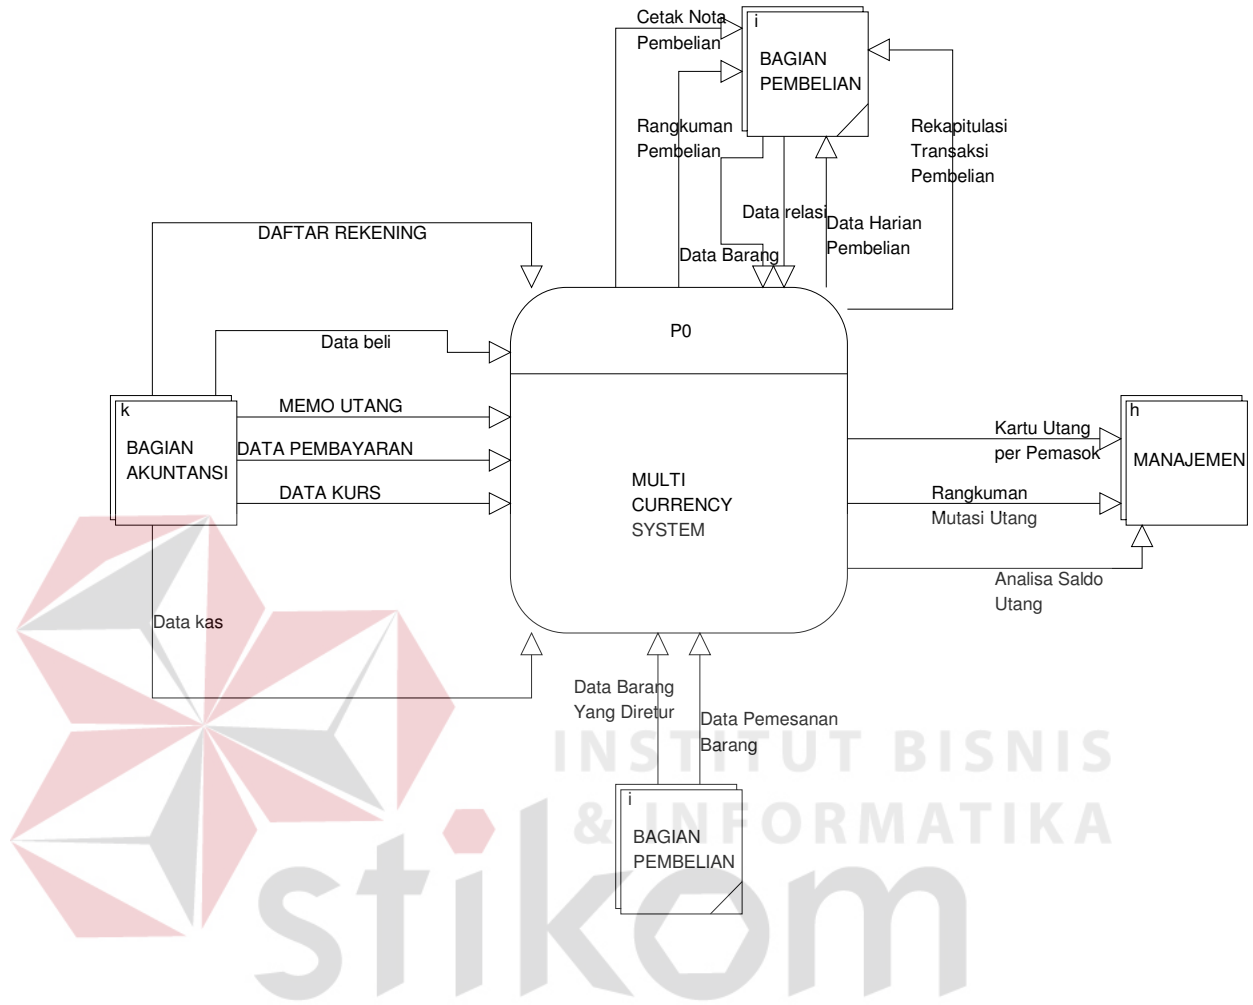 Cetak Nota
Pembelian
i
BAGIAN
PEMBELIAN
Rangkuman
Pembelian
Rekapitulasi
Transaksi
Pembelian
Data relasi
Data Harian
Pembelian
Data Barang
DAFTAR REKENING
P0
Data beli
k
BAGIAN
AKUNTANSI
MEMO UTANG
DATA PEMBAYARAN
DATA KURS
MULTI
CURRENCY
SYSTEM
Kartu Utang
per Pemasok
h
MANAJEMEN
Rangkuman
Mutasi Utang
Analisa Saldo
Utang
Data kas
Data Barang
Yang Diretur
Data Pemesanan
Barang
i
BAGIAN
PEMBELIAN
INSTITUT BISNIS
& INFORMATIKA
stikom